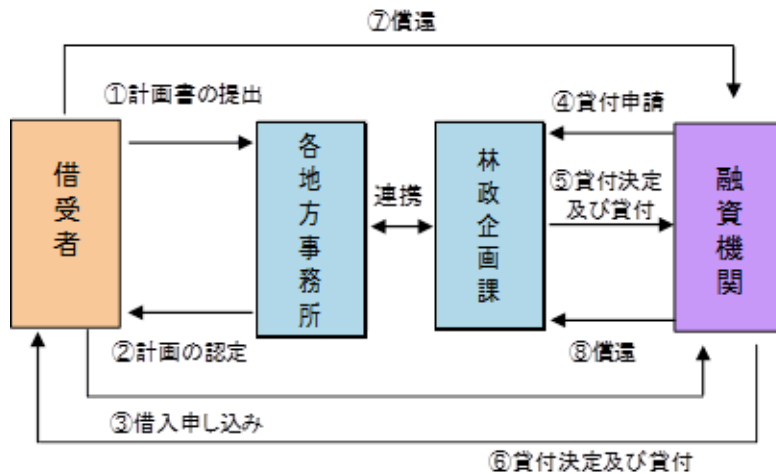 ⑦償還
①計画書の提出
④貸付申請
借受者
各地方事務所
連携
林政企画課
⑤貸付決定
及び貸付
融資機関
②計画の認定
⑧償還
③借入申し込み
⑥貸付決定及び貸付